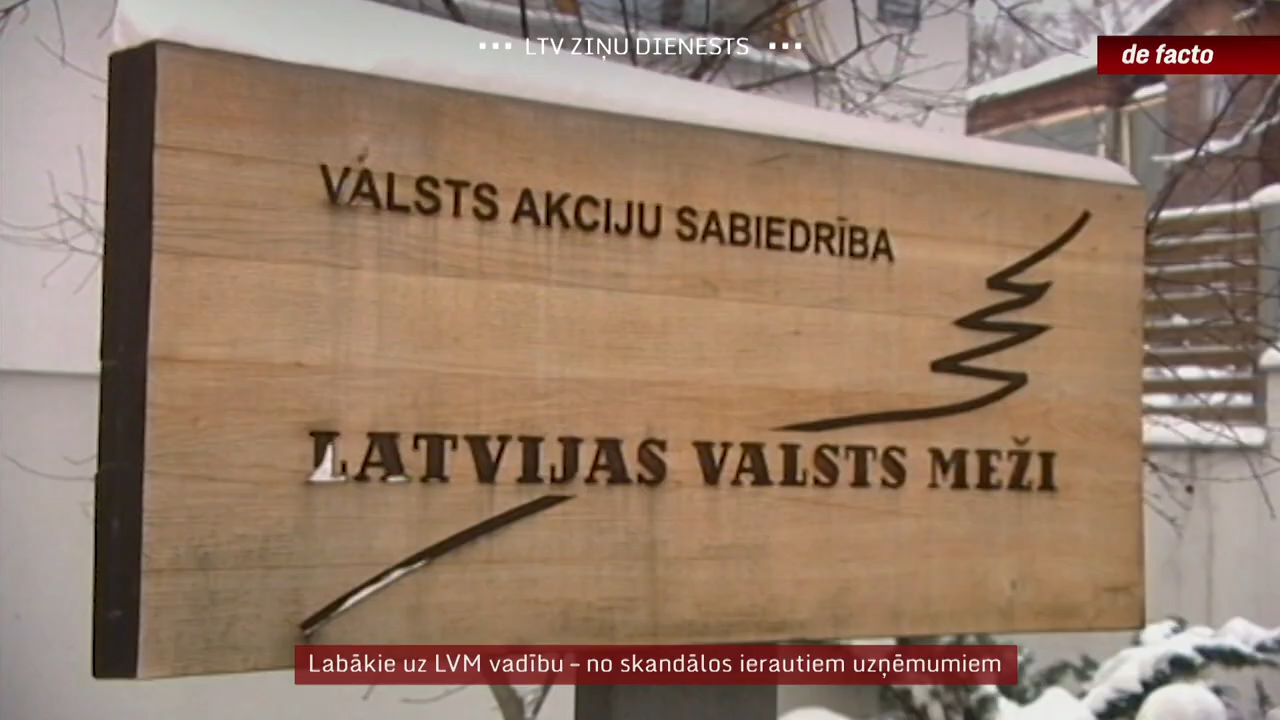 LTV ZIŅU DIENESTS
de facto
VALSTS AKCIJU SABIEDRĪBA
LATVIJAS VALSTS MEŽI
Labākie uz LVM vadību – no skandālos ierautiem uzņēmumiem